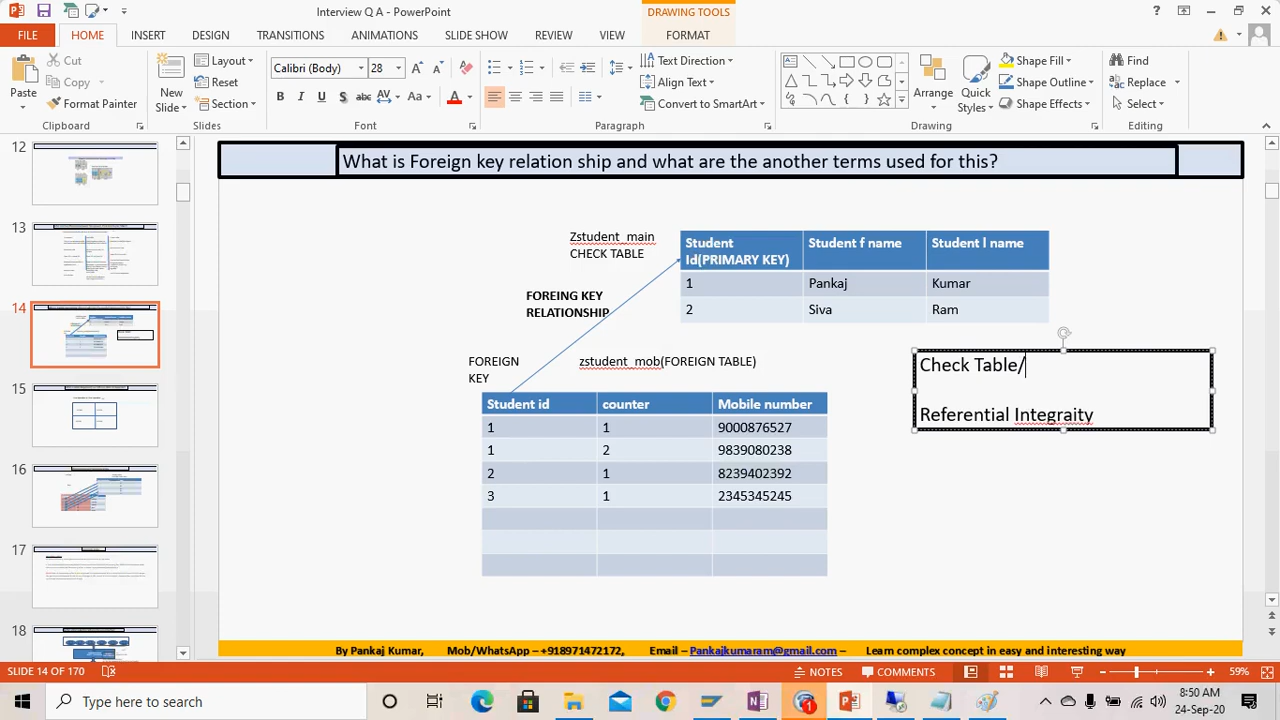 Interview Q A - PowerPoint
DRAWING TOOLS
FILE HOME INSERT DESIGN TRANSITIONS ANIMATIONS SLIDE SHOW REVIEW VIEW FORMAT
Paste
Cut
Copy
Format Painter
Clipboard
New Slide
Layout
Reset
Section
Slides
Calibri (Body) 28
B I U S abc AV Aa A
Font
Text Direction
Align Text
Convert to SmartArt
Paragraph
Arrange
Quick Styles
Shape Fill
Shape Outline
Shape Effects
Drawing
Find
Replace
Select
Editing
12
13
14
15
16
17
18
What is Foreign key relation ship and what are the another terms used for this?
Zstudent_main
CHECK TABLE
Student Id(PRIMARY KEY) Student f name Student l name
1 Pankaj Kumar
2 Siva Ram
FOREING KEY
RELATIONSHIP
FOREIGN
KEY
zstudent_mob(FOREIGN TABLE)
Student id counter Mobile number
1 1 9000876527
1 2 9839080238
2 1 8239402392
3 1 2345345245
Check Table/
Referential Integraity
By Pankaj Kumar, Mob/WhatsApp – +918971472172, Email – Pankajkumaram@gmail.com – Learn complex concept in easy and interesting way
SLIDE 14 OF 170 NOTES COMMENTS 59%
Type here to search
1
8:50 AM
24-Sep-20